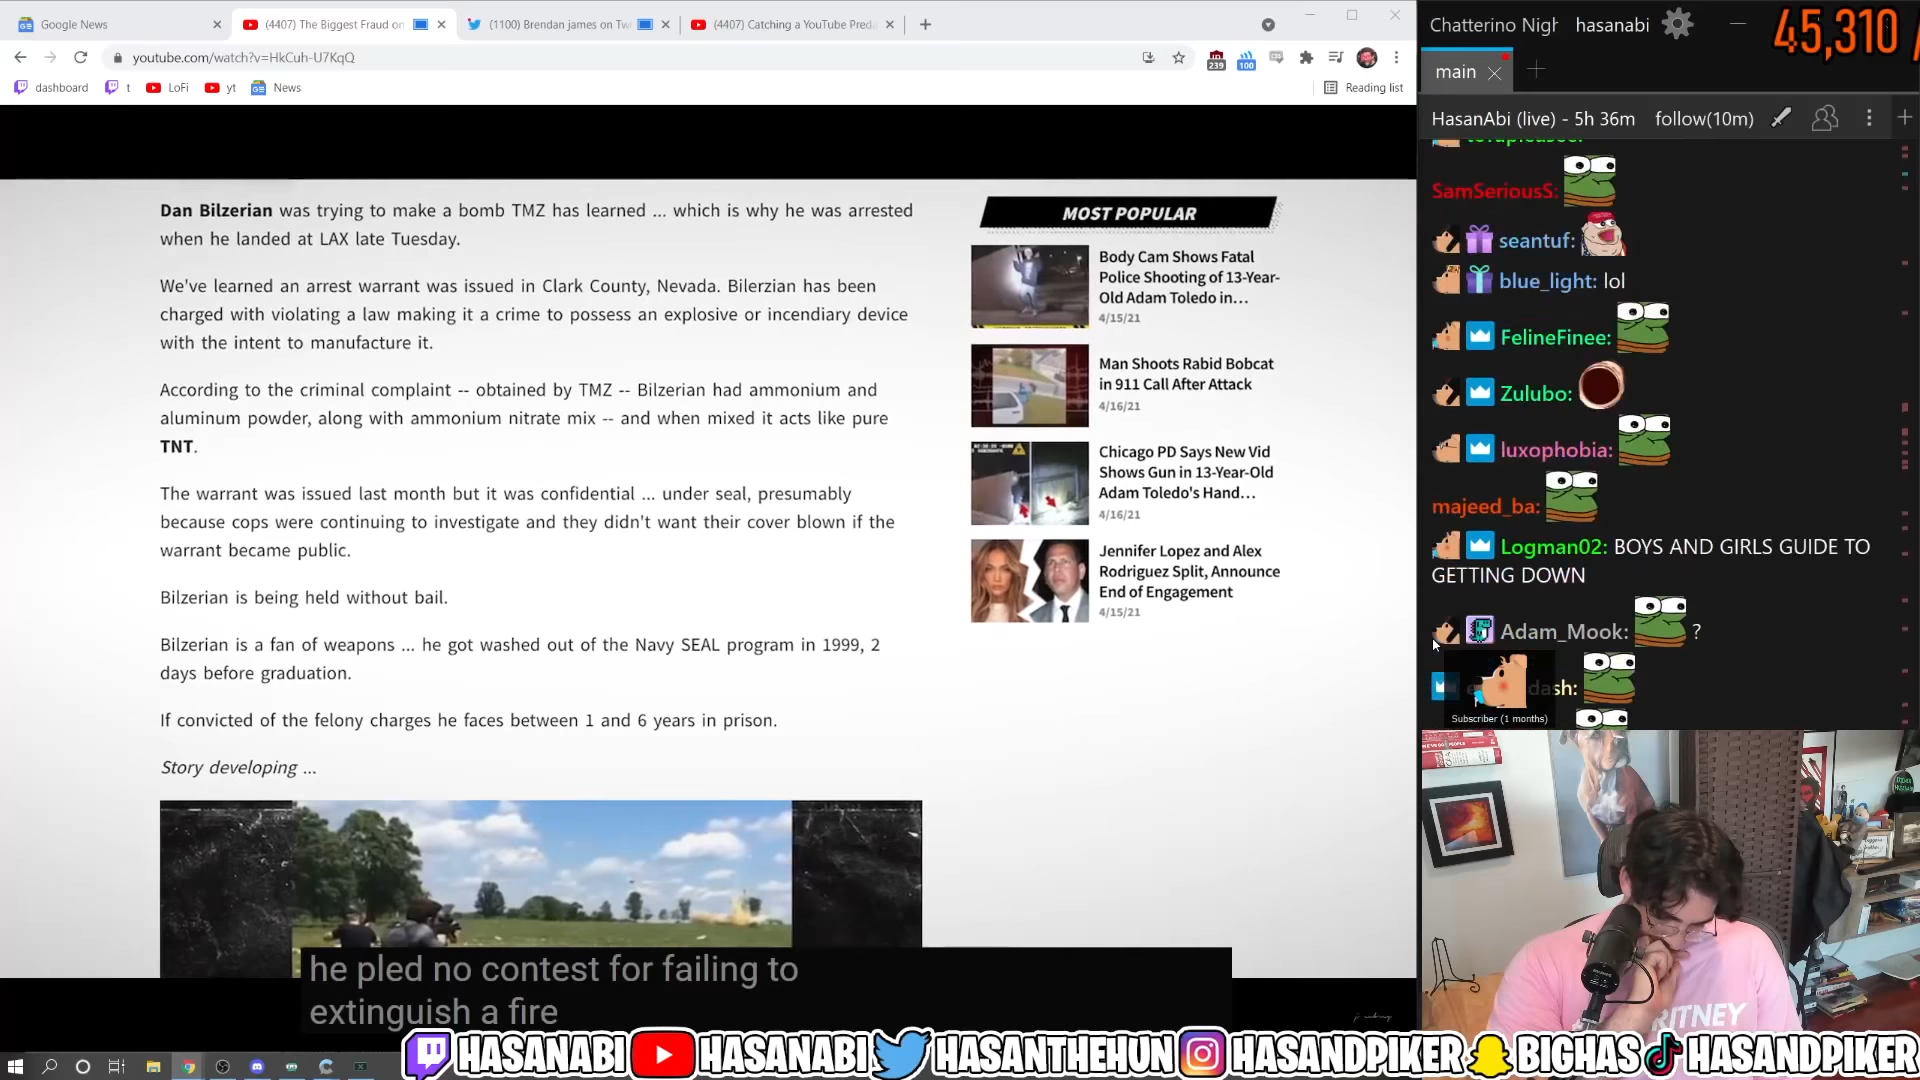 Google News
(4407) The Biggest Fraud on
(1100) Brendan james on Tw
(4407) Catching a YouTube Preda
youtube.com/watch?v=HkCuh-U7KqQ
239
100
dashboard
t
LoFi
yt
News
Reading list
Dan Bilzerian was trying to make a bomb TMZ has learned ... which is why he was arrested
when he landed at LAX late Tuesday.
We've learned an arrest warrant was issued in Clark County, Nevada. Bilerzian has been
charged with violating a law making it a crime to possess an explosive or incendiary device
with the intent to manufacture it.
According to the criminal complaint -- obtained by TMZ -- Bilzerian had ammonium and
aluminum powder, along with ammonium nitrate mix -- and when mixed it acts like pure
TNT.
The warrant was issued last month but it was confidential ... under seal, presumably
because cops were continuing to investigate and they didn't want their cover blown if the
warrant became public.
Bilzerian is being held without bail.
Bilzerian is a fan of weapons ... he got washed out of the Navy SEAL program in 1999, 2
days before graduation.
If convicted of the felony charges he faces between 1 and 6 years in prison.
Story developing ...
MOST POPULAR
Body Cam Shows Fatal
Police Shooting of 13-Year-
Old Adam Toledo in...
4/15/21
Man Shoots Rabid Bobcat
in 911 Call After Attack
4/16/21
Chicago PD Says New Vid
Shows Gun in 13-Year-Old
Adam Toledo's Hand...
4/16/21
Jennifer Lopez and Alex
Rodriguez Split, Announce
End of Engagement
4/15/21
he pled no contest for failing to
extinguish a fire
Chatterino Nigh hasanabi
45,310
main
HasanAbi (live) - 5h 36m follow(10m)
SamSeriousS:
seantuf:
blue_light: lol
FelineFinee:
Zulubo:
luxophobia:
majeed_ba:
Logman02: BOYS AND GIRLS GUIDE TO
GETTING DOWN
Adam_Mook: ?
dash:
Subscriber (1 months)
HASANABI HASANABI HASANTHEHUN HASANDPIKER BIGHAS HASANDPIKER